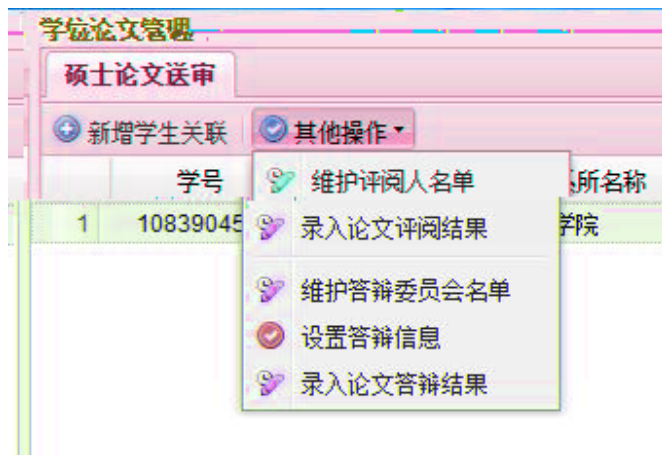 学位论文管理
硕士论文送审
新增学生关联 其他操作
学号 所名称
维护评阅人名单
1 10839045 学院
录入论文评阅结果
维护答辩委员会名单
设置答辩信息
录入论文答辩结果